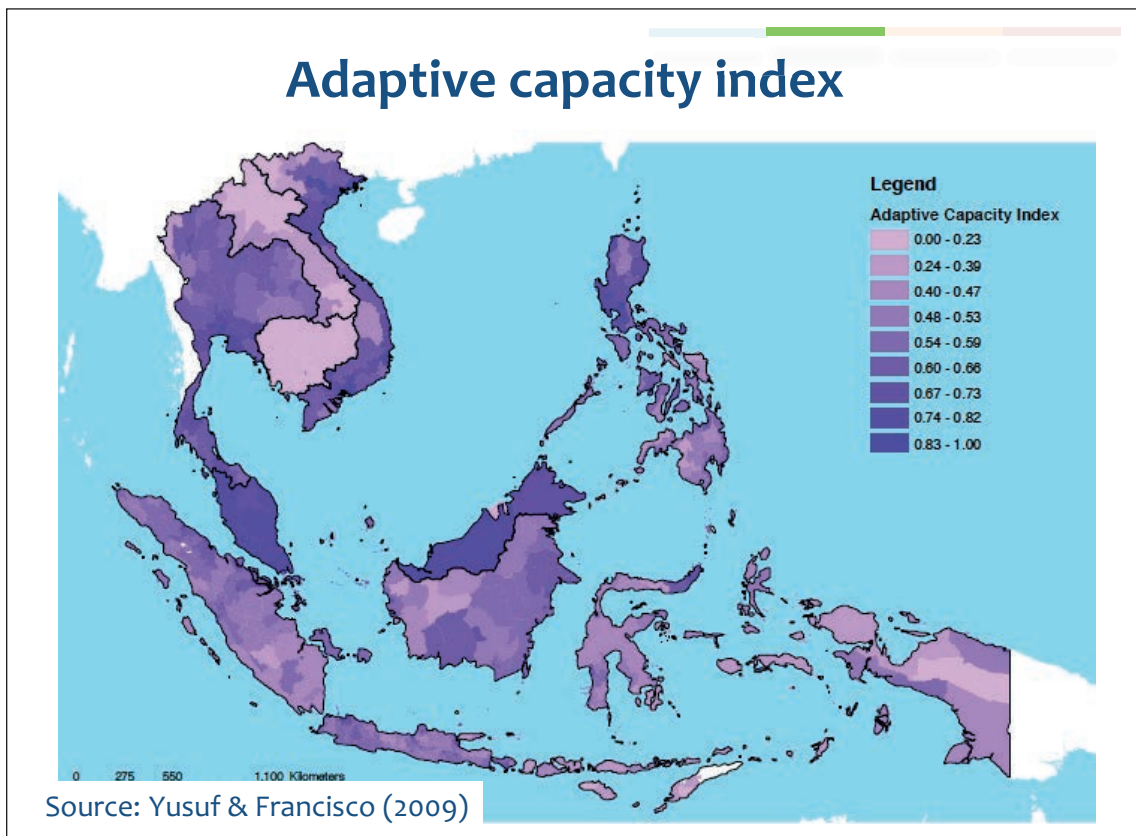 Adaptive capacity index
Legend
Adaptive Capacity Index
0.00 - 0.23
0.24 - 0.39
0.40 - 0.47
0.48 - 0.53
0.54 - 0.59
0.60 - 0.66
0.67 - 0.73
0.74 - 0.82
0.83 - 1.00
0 275 550 1,100 Kilometers
Source: Yusuf & Francisco (2009)